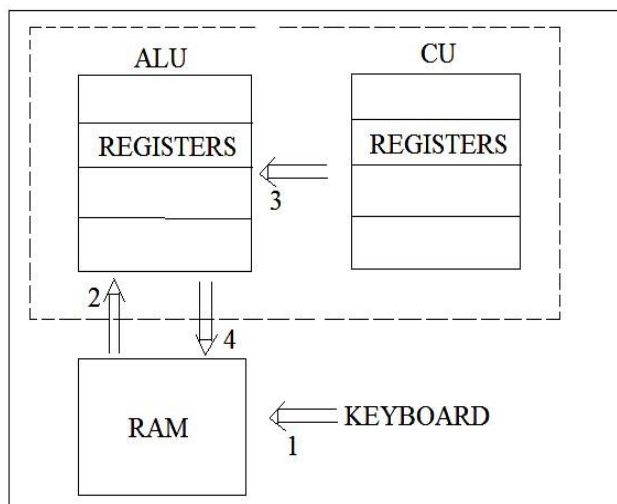 ALU
CU
REGISTERS
REGISTERS
3
2
4
RAM
KEYBOARD
1